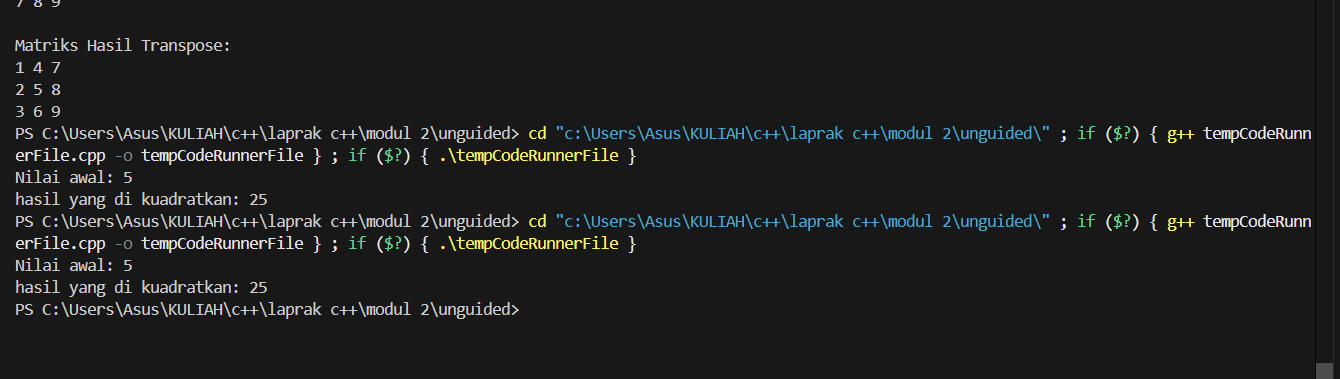 7 8 9
Matriks Hasil Transpose:
1 4 7
2 5 8
3 6 9
PS C:\Users\Asus\KULIAH\c++\laprak c++\modul 2\unguided> cd "c:\Users\Asus\KULIAH\c++\laprak c++\modul 2\unguided\" ; if ($?) { g++ tempCodeRunn
erFile.cpp -o tempCodeRunnerFile } ; if ($?) { .\tempCodeRunnerFile }
Nilai awal: 5
hasil yang di kuadratkan: 25
PS C:\Users\Asus\KULIAH\c++\laprak c++\modul 2\unguided> cd "c:\Users\Asus\KULIAH\c++\laprak c++\modul 2\unguided\" ; if ($?) { g++ tempCodeRunn
erFile.cpp -o tempCodeRunnerFile } ; if ($?) { .\tempCodeRunnerFile }
Nilai awal: 5
hasil yang di kuadratkan: 25
PS C:\Users\Asus\KULIAH\c++\laprak c++\modul 2\unguided>